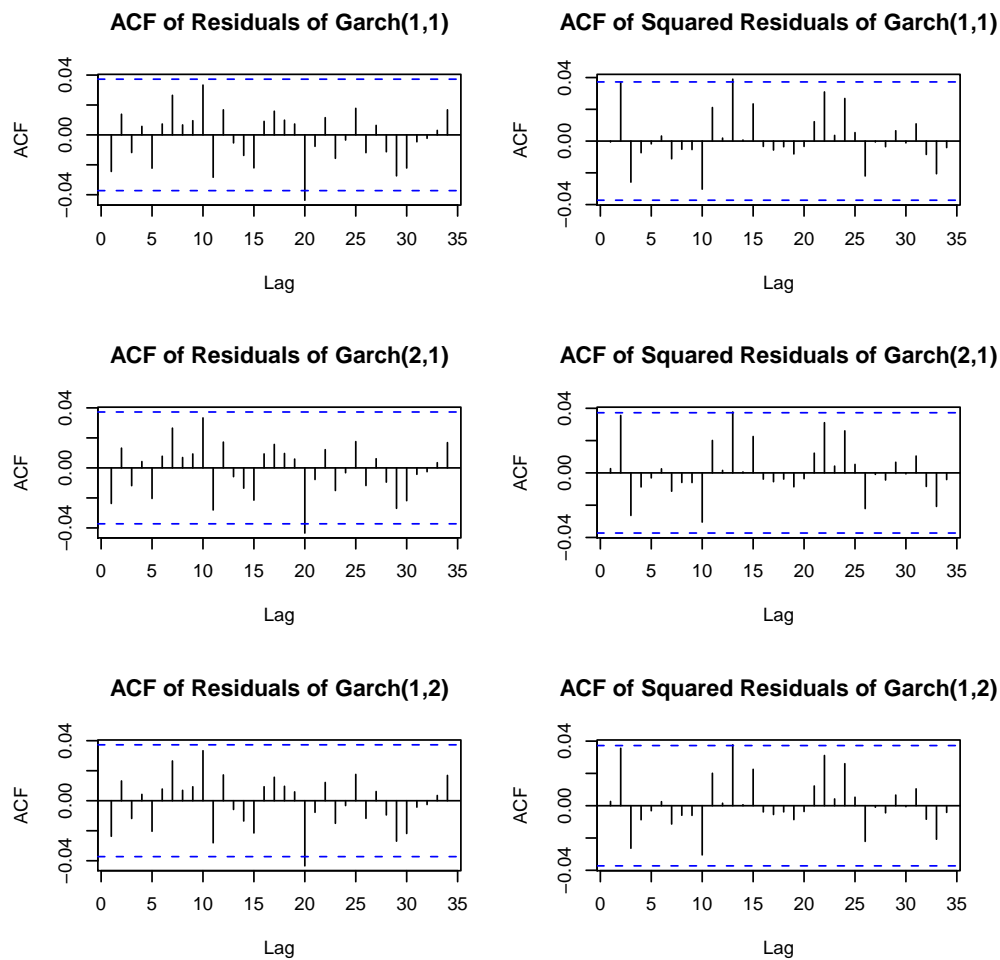 ACF of Residuals of Garch(1,1)
ACF
0.04
0.00
−0.04
0 5 10 15 20 25 30 35
Lag
ACF of Squared Residuals of Garch(1,1)
ACF
0.04
0.00
−0.04
0 5 10 15 20 25 30 35
Lag
ACF of Residuals of Garch(2,1)
ACF
0.04
0.00
−0.04
0 5 10 15 20 25 30 35
Lag
ACF of Squared Residuals of Garch(2,1)
ACF
0.04
0.00
−0.04
0 5 10 15 20 25 30 35
Lag
ACF of Residuals of Garch(1,2)
ACF
0.04
0.00
−0.04
0 5 10 15 20 25 30 35
Lag
ACF of Squared Residuals of Garch(1,2)
ACF
0.04
0.00
−0.04
0 5 10 15 20 25 30 35
Lag